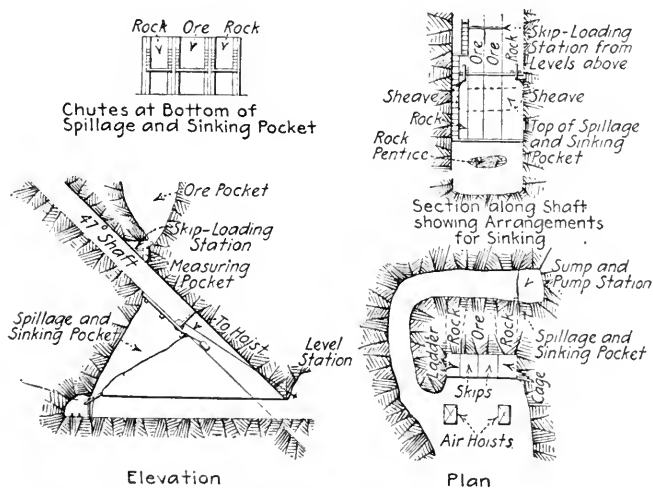 Rock Ore Rock
Chutes at Bottom of
Spillage and Sinking Pocket
Ore Pocket
Skip-Loading
Station
Measuring
Pocket
47° Shaft
To Hoist
Spillage and
Sinking Pocket
Level
Station
Elevation
Ore
Ore
Rock
Skip-Loading
Station from
Levels above
Sheave
Sheave
Rock
Rock
Pentice
Top of Spillage
and Sinking
Pocket
Section along Shaft
showing Arrangements
for Sinking
Sump and
Pump Station
Ladder
Rock
Ore
Rock
Spillage and
Sinking Pocket
Cage
Skips
Air Hoists
Plan